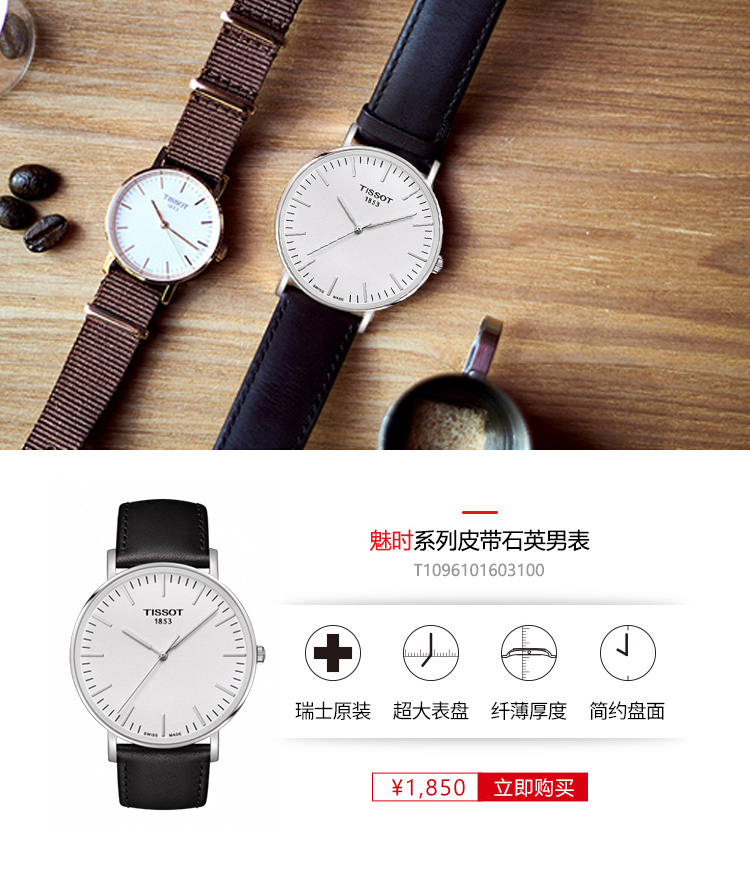 TISSOT
1853
TISSOT
1853
SWISS MADE
魅时系列皮带石英男表
T1096101603100
TISSOT
1853
SWISS MADE
瑞士原装 超大表盘 纤薄厚度 简约盘面
¥1,850 立即购买